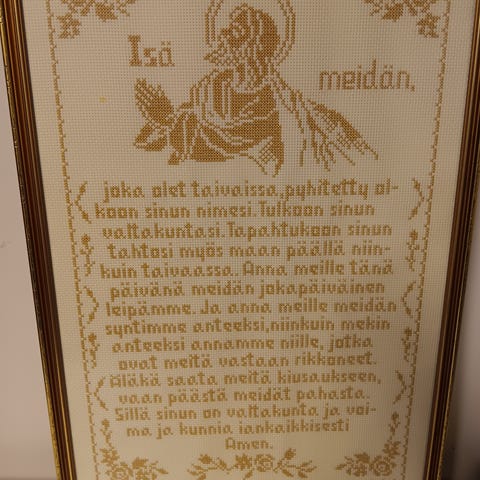 Isä
meidän,
joka olet taivaissa, pyhitetty ol-
koon sinun nimesi. Tulkoon sinun
valtakuntasi. Tapahtukoon sinun
tahtosi myös maan päällä niin-
kuin taivaassa. Anna meille tänä
päivänä meidän jokapäiväinen
leipämme. Ja anna meille meidän
syntimme anteeksi, niinkuin mekin
anteeksi annamme niille, jotka
ovat meitä vastaan rikkoneet.
Äläkä saata meitä kiusaukseen,
vaan päästä meidät pahasta.
Sillä sinun on valtakunta ja voi-
ma ja kunnia iankaikkisesti
Amen.